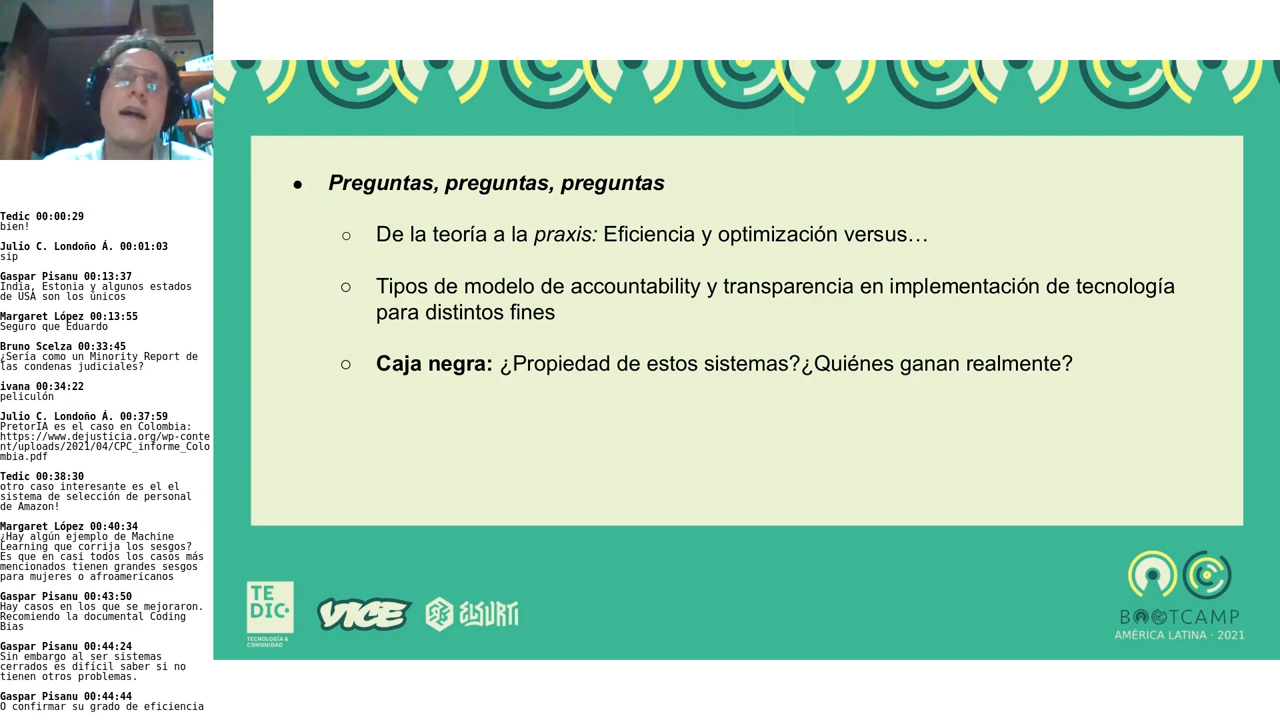 Tedic 00:00:29
bien!
Julio C. Londoño Á. 00:01:03
sip
Gaspar Pisanu 00:13:37
India, Estonia y algunos estados
de USA son los únicos
Margaret López 00:13:55
Seguro que Eduardo
Bruno Scelza 00:33:45
¿Sería como un Minority Report de
las condenas judiciales?
ivana 00:34:22
peliculón
Julio C. Londoño Á. 00:37:59
PretorIA es el caso en Colombia:
https://www.dejusticia.org/wp-conte
nt/uploads/2021/04/CPC_informe_Colo
mbia.pdf
Tedic 00:38:30
otro caso interesante es el el
sistema de selección de personal
de Amazon!
Margaret López 00:40:34
¿Hay algún ejemplo de Machine
Learning que corrija los sesgos?
Es que en casi todos los casos más
mencionados tienen grandes sesgos
para mujeres o afroamericanos
Gaspar Pisanu 00:43:50
Hay casos en los que se mejoraron.
Recomiendo la documental Coding
Bias
Gaspar Pisanu 00:44:24
Sin embargo al ser sistemas
cerrados es difícil saber si no
tienen otros problemas.
Gaspar Pisanu 00:44:44
O confirmar su grado de eficiencia
● Preguntas, preguntas, preguntas
○ De la teoría a la praxis: Eficiencia y optimización versus…
○ Tipos de modelo de accountability y transparencia en implementación de tecnología
para distintos fines
○ Caja negra: ¿Propiedad de estos sistemas?¿Quiénes ganan realmente?
TE
DIC
TECNOLOGÍA &
COMUNIDAD
VICE
ELSURTI
BOOTCAMP
AMÉRICA LATINA · 2021